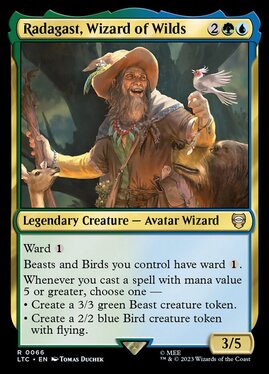 Radagast, Wizard of Wilds 2
Legendary Creature — Avatar Wizard
Ward 1
Beasts and Birds you control have ward 1.
Whenever you cast a spell with mana value
5 or greater, choose one —
• Create a 3/3 green Beast creature token.
• Create a 2/2 blue Bird creature token
with flying.
3/5
R 0066
LTC • EN TOMAS DUCHEK
™ & © 2023 Wizards of the Coast
© MEE